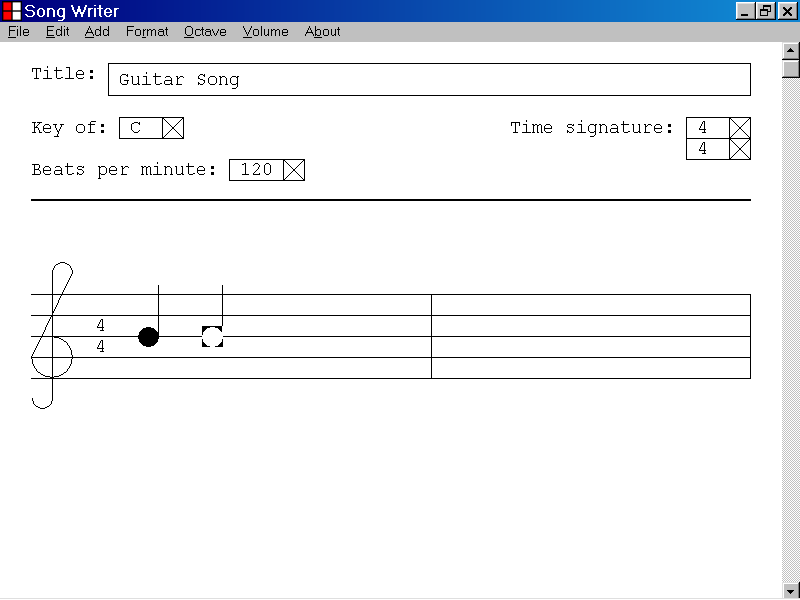 Song Writer
File Edit Add Format Octave Volume About
Title: Guitar Song
Key of: C Time signature: 4
4
Beats per minute: 120
4
4